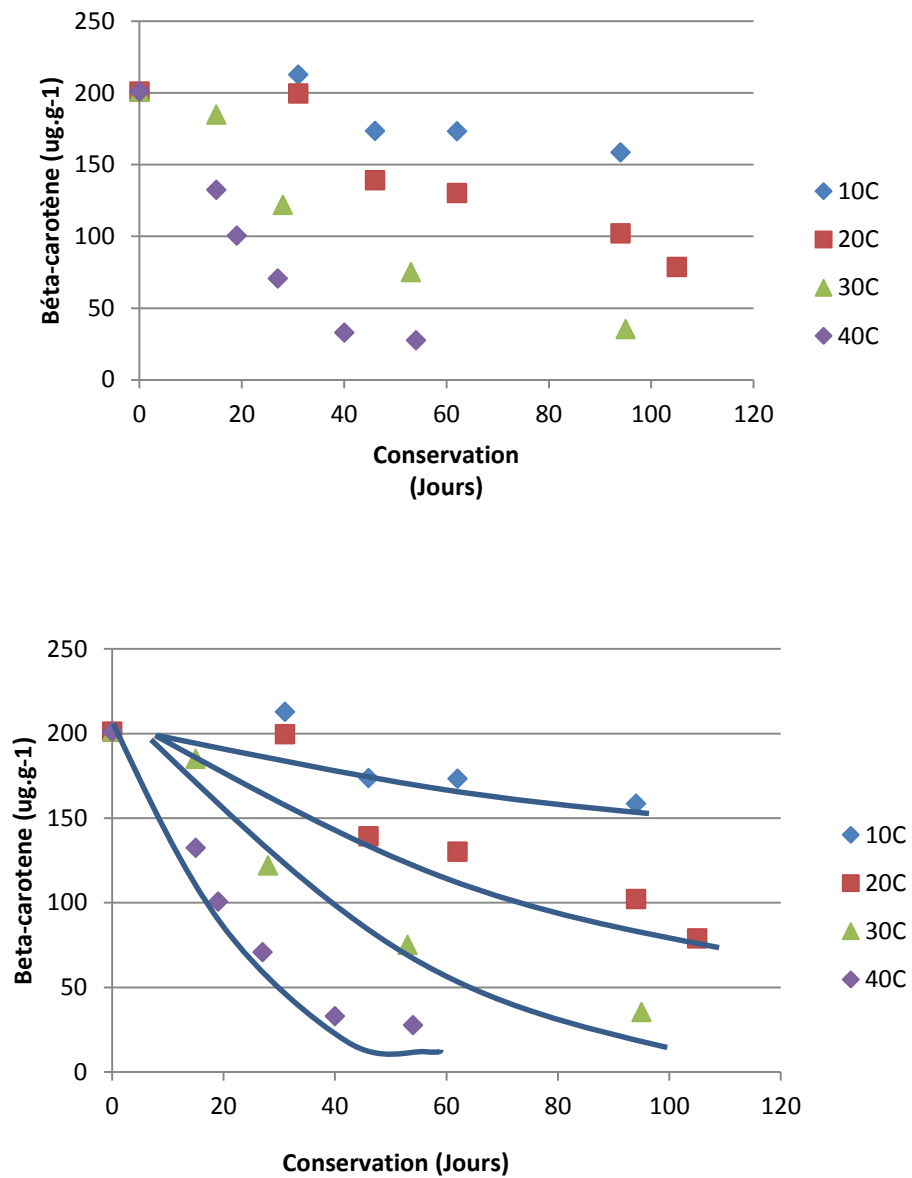 250
200
150
100
50
0
Béta-carotène (ug.g-1)
0 20 40 60 80 100 120
Conservation
(Jours)
10C
20C
30C
40C
250
200
150
100
50
0
Beta-carotene (ug.g-1)
0 20 40 60 80 100 120
Conservation (Jours)
10C
20C
30C
40C